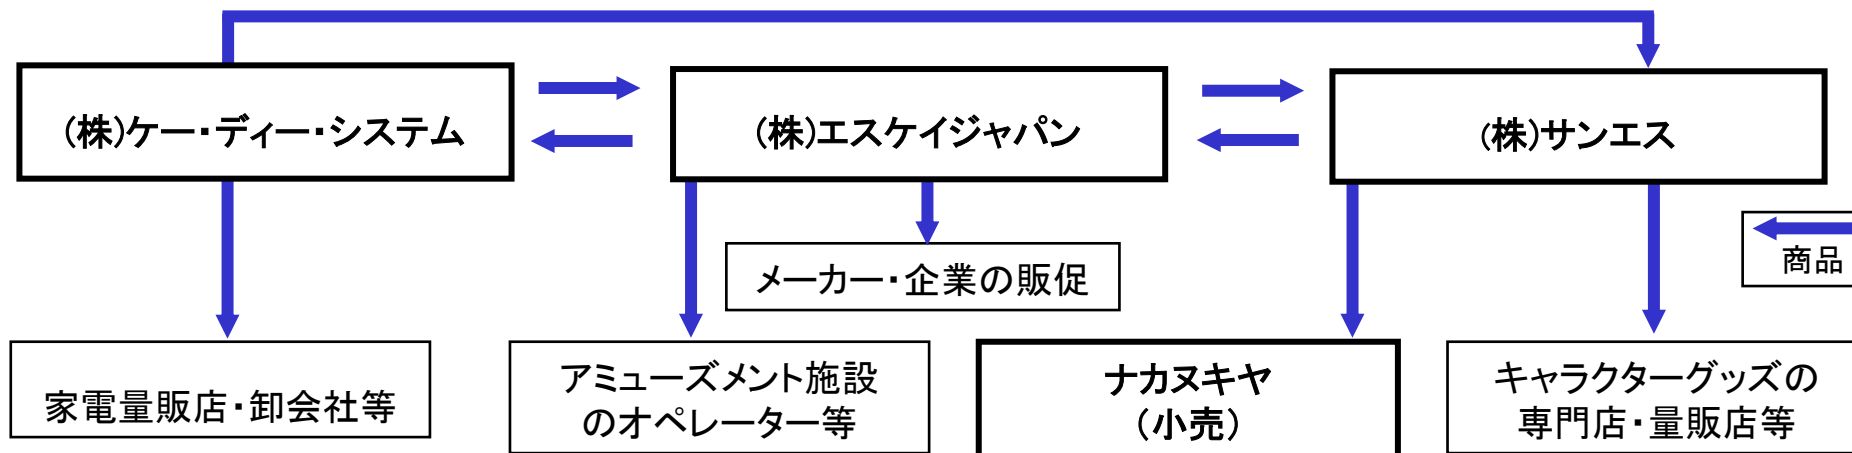 (株)ケー・ディー・システム
(株)エスケイジャパン
(株)サンエス
メーカー・企業の販促
商品
家電量販店・卸会社等
アミューズメント施設
のオペレーター等
ナカヌキヤ
(小売)
キャラクターグッズの
専門店・量販店等